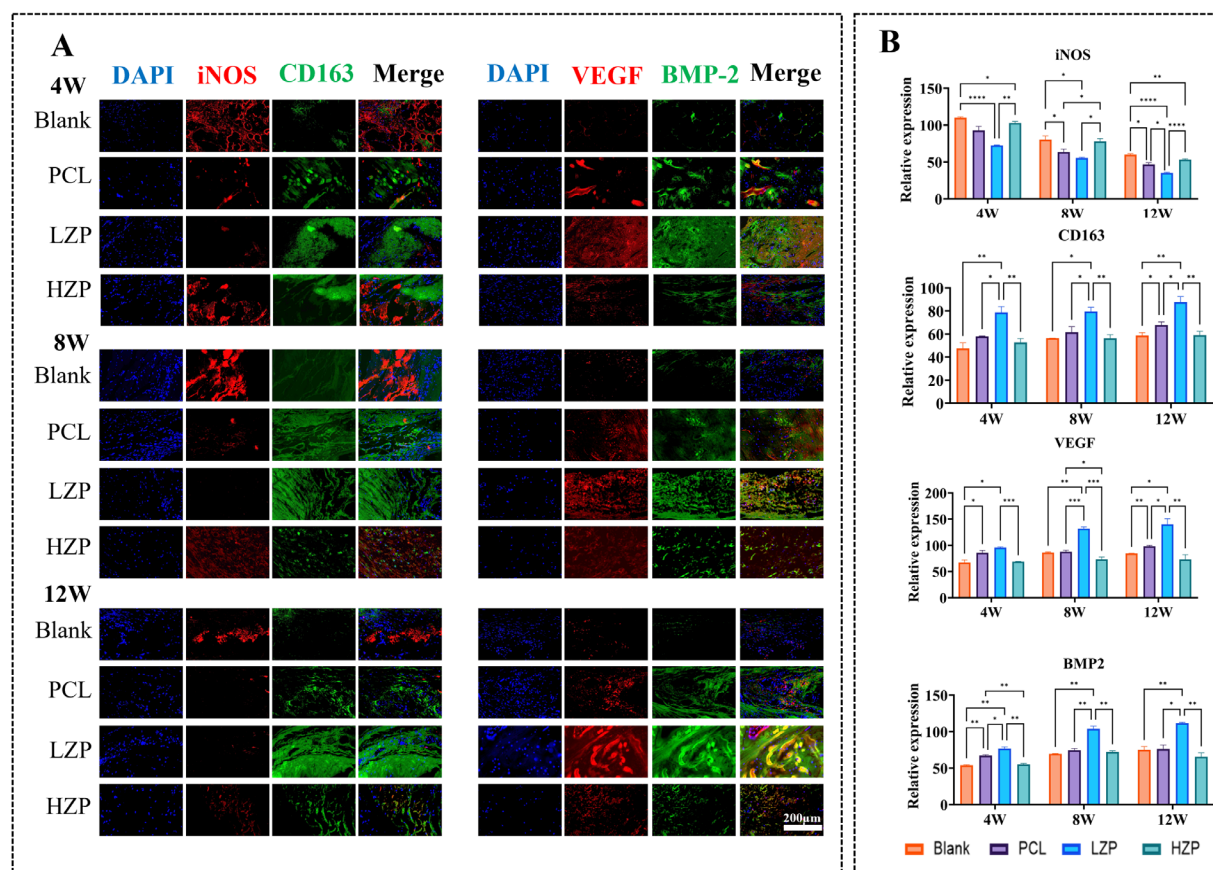 A
DAPI iNOS CD163 Merge DAPI VEGF BMP-2 Merge
4W
Blank
PCL
LZP
HZP
8W
Blank
PCL
LZP
HZP
12W
Blank
PCL
LZP
HZP
200μm
B
iNOS
Relative expression
150
100
50
0
* **** ** * * * * ** **** * * ****
4W 8W 12W
CD163
Relative expression
100
80
60
40
20
0
** * ** * * ** ** * * **
4W 8W 12W
VEGF
Relative expression
200
150
100
50
0
* * *** * ** *** *** * ** * **
4W 8W 12W
BMP2
Relative expression
150
100
50
0
** ** ** * ** ** ** ** ** * **
4W 8W 12W
Blank PCL LZP HZP